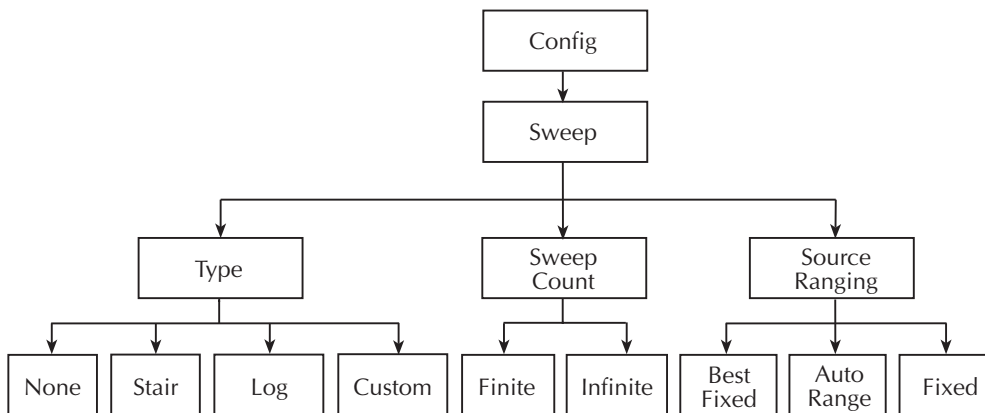 Config
Sweep
Type
Sweep
Count
Source
Ranging
None
Stair
Log
Custom
Finite
Infinite
Best
Fixed
Auto
Range
Fixed